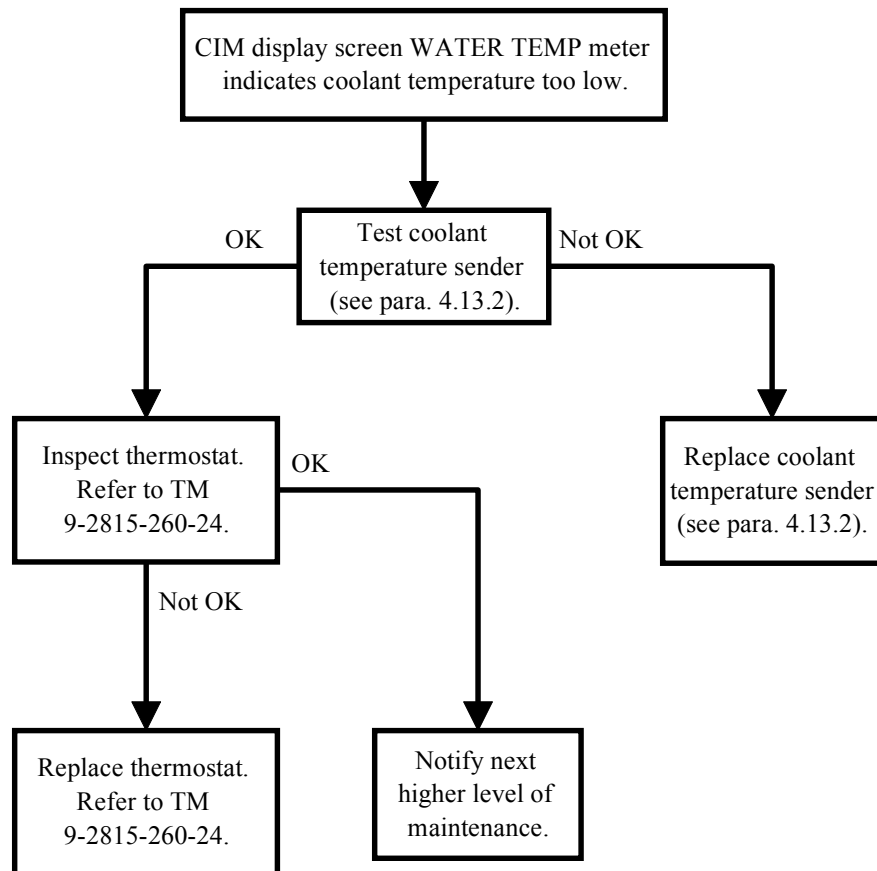 CIM display screen WATER TEMP meter
indicates coolant temperature too low.
OK
Test coolant
temperature sender
(see para. 4.13.2).
Not OK
Inspect thermostat.
Refer to TM
9-2815-260-24.
OK
Replace coolant
temperature sender
(see para. 4.13.2).
Not OK
Replace thermostat.
Refer to TM
9-2815-260-24.
Notify next
higher level of
maintenance.